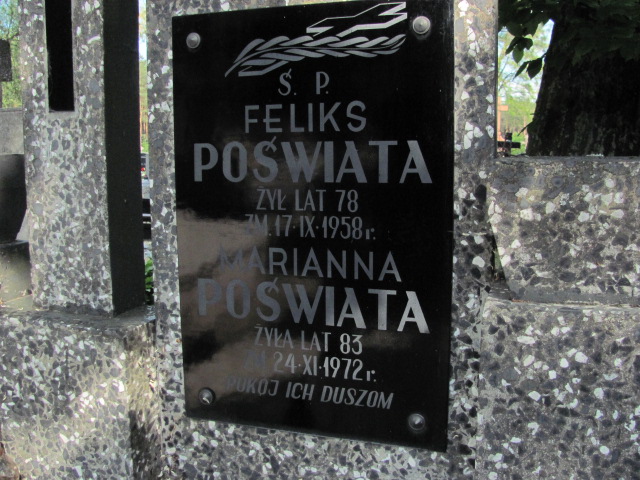 Ś. P.
FELIKS
POŚWIATA
ŻYŁ LAT 78
ZM. 17·IX·1958 r.
MARIANNA
POŚWIATA
ŻYŁA LAT 83
ZM 24·XI·1972 r.
POKÓJ ICH DUSZOM